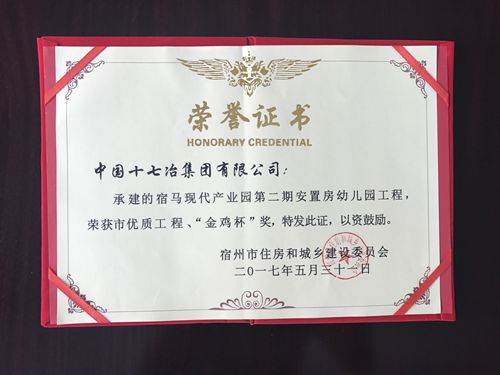 荣誉证书
HONORARY CREDENTIAL
中国十七冶集团有限公司：
承建的宿马现代产业园第二期安置房幼儿园工程，
荣获市优质工程、“金鸡杯”奖，特发此证，以资鼓励。
宿州市住房和城乡建设委员会
二〇一七年五月三十一日